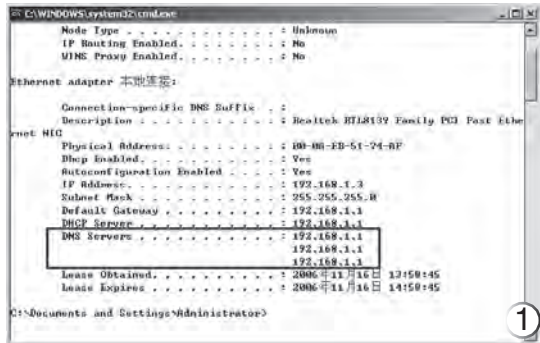 C:\WINDOWS\system32\cmd.exe
Node Type . . . . . . . . . . . . : Unknown
IP Routing Enabled. . . . . . . . : No
WINS Proxy Enabled. . . . . . . . : No
Ethernet adapter 本地连接:
Connection-specific DNS Suffix  . :
Description . . . . . . . . . . . : Realtek RTL8139 Family PCI Fast Ethe
rnet NIC
Physical Address. . . . . . . . . :
Dhcp Enabled. . . . . . . . . . . : Yes
Autoconfiguration Enabled . . . . : Yes
IP Address. . . . . . . . . . . . : 192.168.1.3
Subnet Mask . . . . . . . . . . . : 255.255.255.0
Default Gateway . . . . . . . . . : 192.168.1.1
DHCP Server . . . . . . . . . . . : 192.168.1.1
DNS Servers . . . . . . . . . . . : 192.168.1.1
192.168.1.1
192.168.1.1
Lease Obtained. . . . . . . . . . : 2006年11月16日 13:50:45
Lease Expires . . . . . . . . . . : 2006年11月16日 14:50:45
C:\Documents and Settings\Administrator>
1